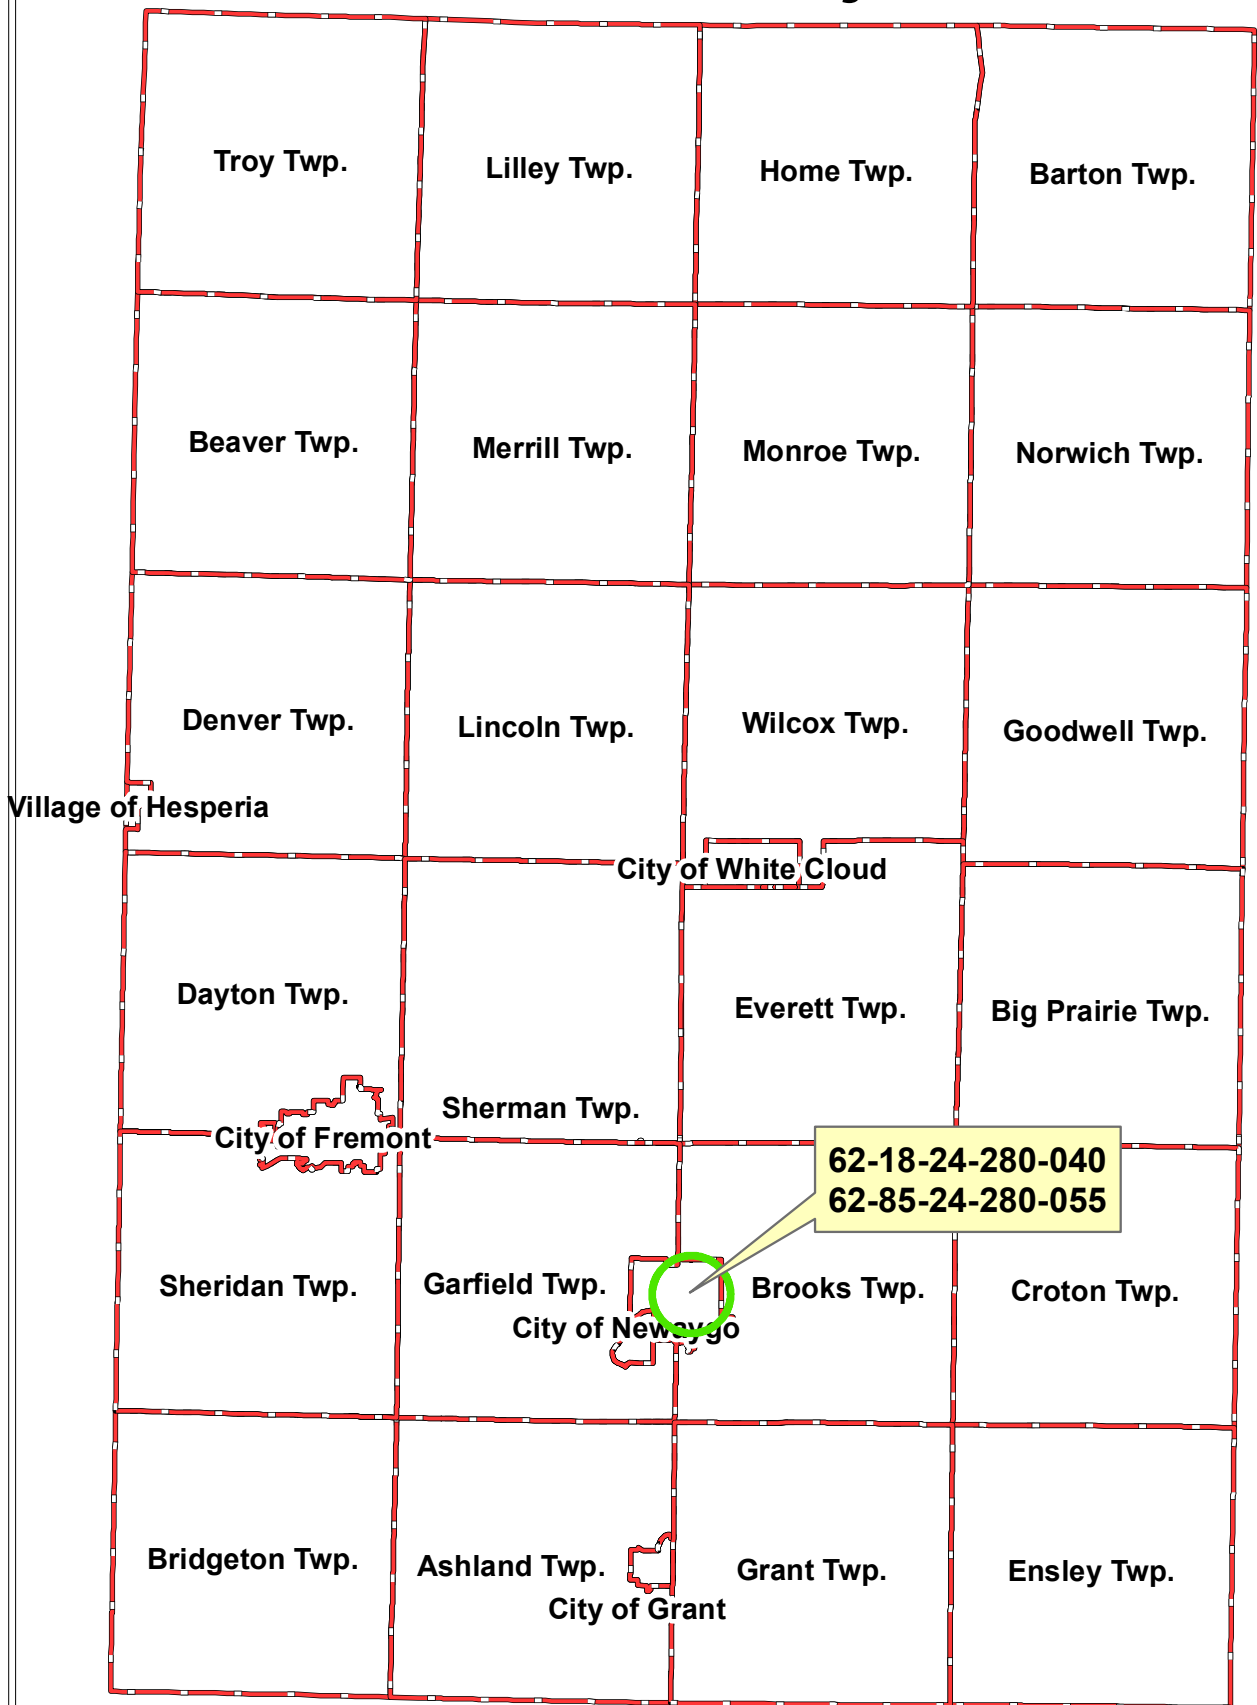 Troy Twp.
Lilley Twp.
Home Twp.
Barton Twp.
Beaver Twp.
Merrill Twp.
Monroe Twp.
Norwich Twp.
Denver Twp.
Lincoln Twp.
Wilcox Twp.
Goodwell Twp.
Village of Hesperia
City of White Cloud
Dayton Twp.
Everett Twp.
Big Prairie Twp.
Sherman Twp.
City of Fremont
62-18-24-280-040
62-85-24-280-055
Sheridan Twp.
Garfield Twp.
Brooks Twp.
Croton Twp.
City of Newaygo
Bridgeton Twp.
Ashland Twp.
Grant Twp.
Ensley Twp.
City of Grant